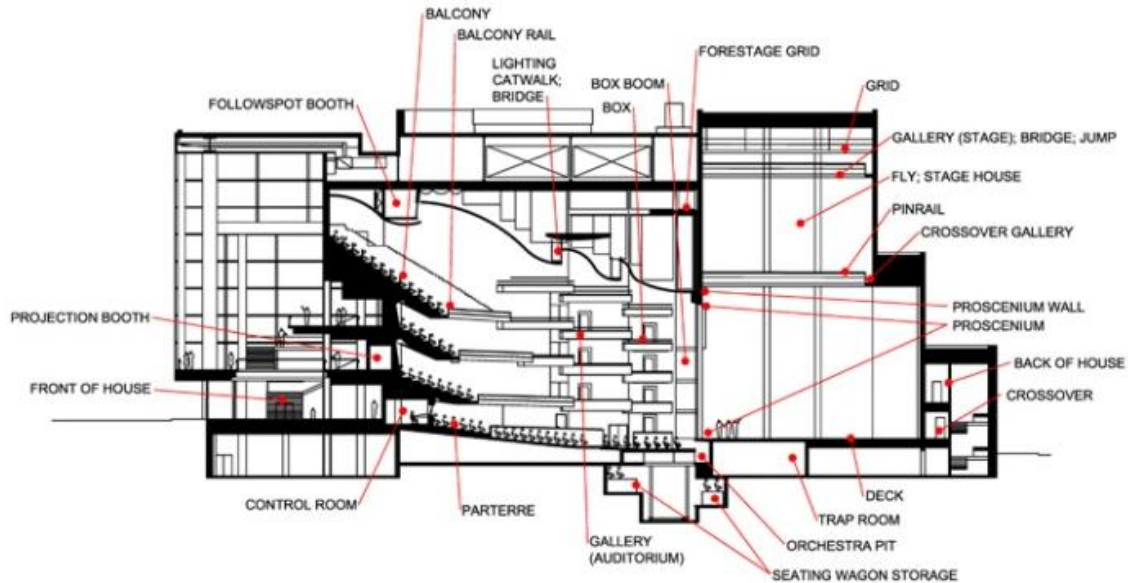 BALCONY
BALCONY RAIL
LIGHTING
CATWALK;
BRIDGE
FOLLOWSPOT BOOTH
BOX BOOM
BOX
FORESTAGE GRID
GRID
GALLERY (STAGE); BRIDGE; JUMP
FLY; STAGE HOUSE
PINRAIL
CROSSOVER GALLERY
PROSCENIUM WALL
PROSCENIUM
BACK OF HOUSE
CROSSOVER
PROJECTION BOOTH
FRONT OF HOUSE
CONTROL ROOM
PARTERRE
GALLERY
(AUDITORIUM)
DECK
TRAP ROOM
ORCHESTRA PIT
SEATING WAGON STORAGE